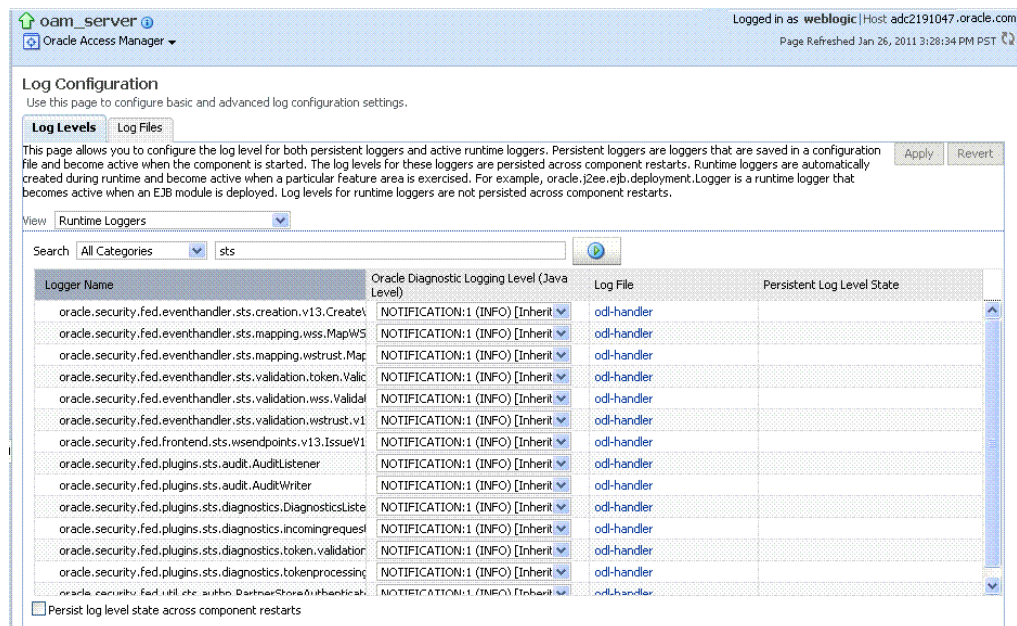 oam_server
Logged in as weblogic|Host adc2191047.oracle.com
Oracle Access Manager
Page Refreshed Jan 26, 2011 3:28:34 PM PST
Log Configuration
Use this page to configure basic and advanced log configuration settings.
Log Levels Log Files
This page allows you to configure the log level for both persistent loggers and active runtime loggers. Persistent loggers are loggers that are saved in a configuration
file and become active when the component is started. The log levels for these loggers are persisted across component restarts. Runtime loggers are automatically
created during runtime and become active when a particular feature area is exercised. For example, oracle.j2ee.ejb.deployment.Logger is a runtime logger that
becomes active when an EJB module is deployed. Log levels for runtime loggers are not persisted across component restarts.
Apply Revert
View Runtime Loggers
Search All Categories sts
Logger Name Oracle Diagnostic Logging Level (Java Level) Log File Persistent Log Level State
oracle.security.fed.eventhandler.sts.creation.v13.Create NOTIFICATION:1 (INFO) [Inherit odl-handler
oracle.security.fed.eventhandler.sts.mapping.wss.MapWS NOTIFICATION:1 (INFO) [Inherit odl-handler
oracle.security.fed.eventhandler.sts.mapping.wstrust.Map NOTIFICATION:1 (INFO) [Inherit odl-handler
oracle.security.fed.eventhandler.sts.validation.token.Valic NOTIFICATION:1 (INFO) [Inherit odl-handler
oracle.security.fed.eventhandler.sts.validation.wss.Valida NOTIFICATION:1 (INFO) [Inherit odl-handler
oracle.security.fed.eventhandler.sts.validation.wstrust.v1 NOTIFICATION:1 (INFO) [Inherit odl-handler
oracle.security.fed.frontend.sts.wsendpoints.v13.IssueV1 NOTIFICATION:1 (INFO) [Inherit odl-handler
oracle.security.fed.plugins.sts.audit.AuditListener NOTIFICATION:1 (INFO) [Inherit odl-handler
oracle.security.fed.plugins.sts.audit.AuditWriter NOTIFICATION:1 (INFO) [Inherit odl-handler
oracle.security.fed.plugins.sts.diagnostics.DiagnosticsListe NOTIFICATION:1 (INFO) [Inherit odl-handler
oracle.security.fed.plugins.sts.diagnostics.incomingreques NOTIFICATION:1 (INFO) [Inherit odl-handler
oracle.security.fed.plugins.sts.diagnostics.token.validation NOTIFICATION:1 (INFO) [Inherit odl-handler
oracle.security.fed.plugins.sts.diagnostics.tokenprocessing NOTIFICATION:1 (INFO) [Inherit odl-handler
oracle.security.fed.util.sts.authn.PartnerStoreAuthenticat NOTIFICATION:1 (INFO) [Inherit odl-handler
Persist log level state across component restarts